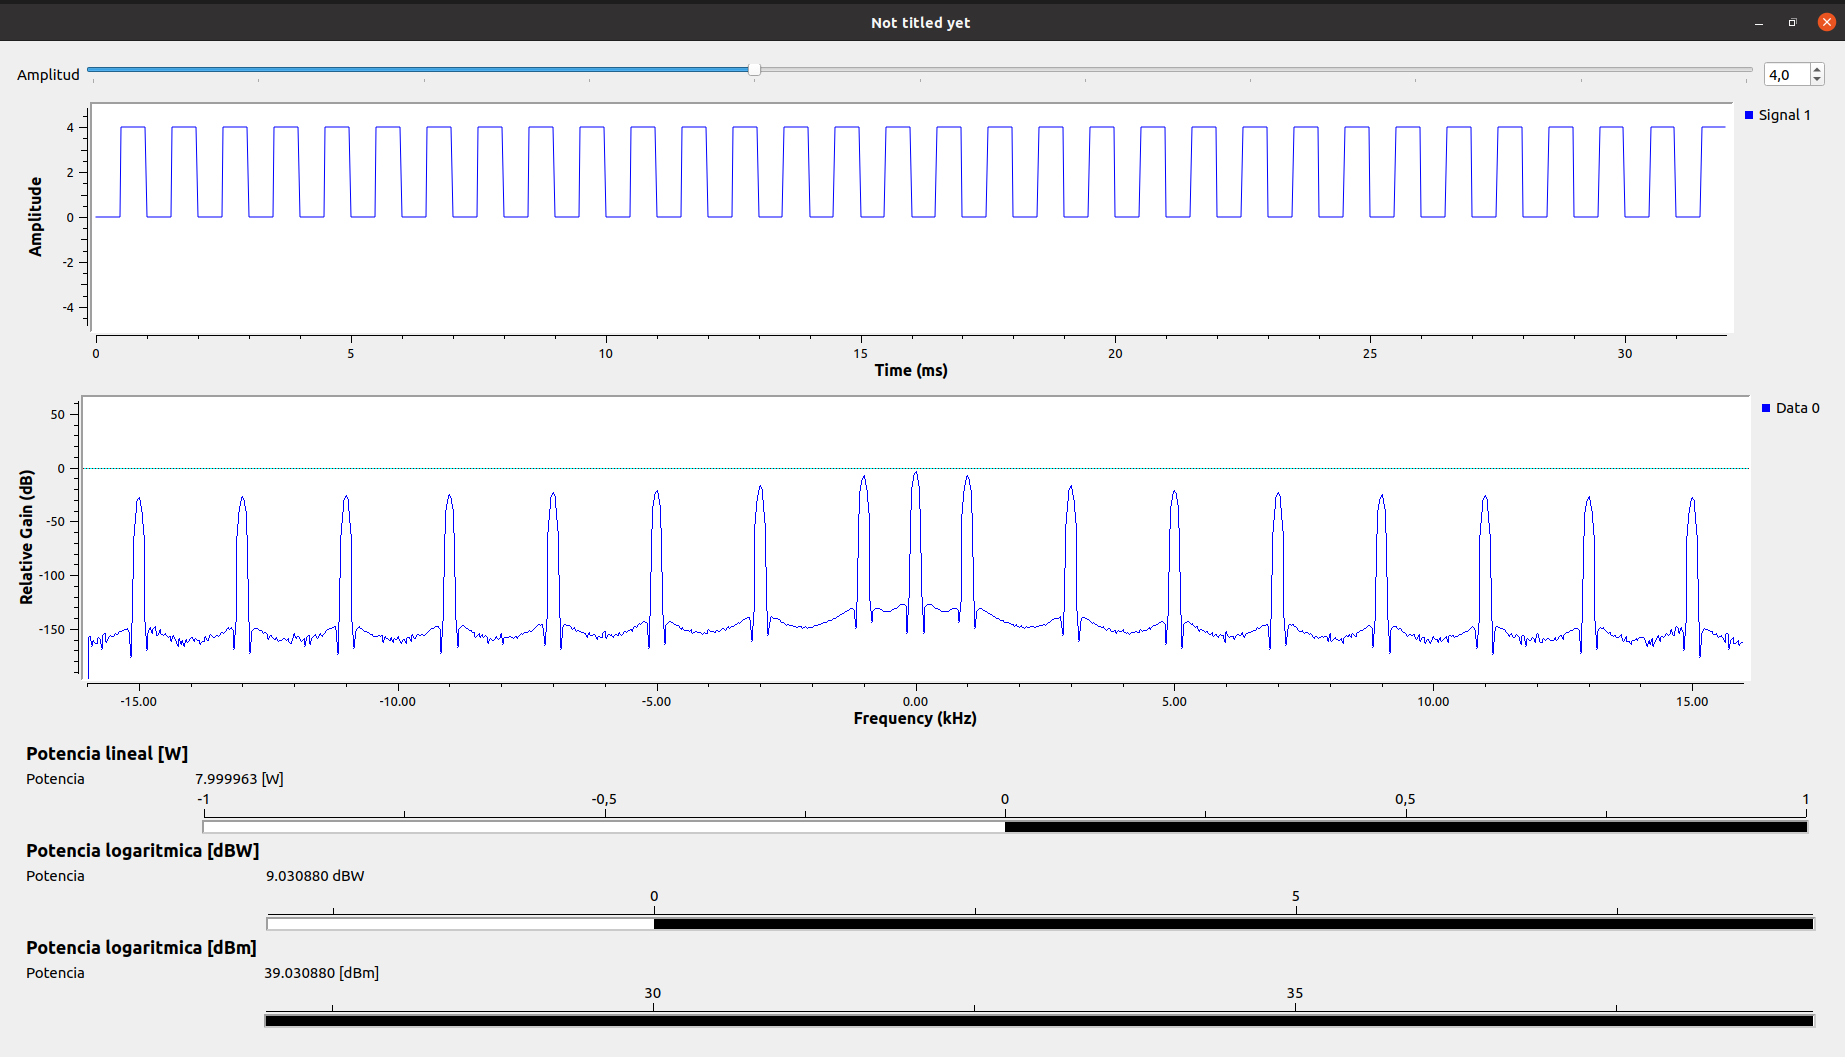 Not titled yet
Amplitud
4,0
Signal 1
4
2
0
-2
-4
Amplitude
0 5 10 15 20 25 30
Time (ms)
Data 0
50
0
-50
-100
-150
Relative Gain (dB)
-15.00 -10.00 -5.00 0.00 5.00 10.00 15.00
Frequency (kHz)
Potencia lineal [W]
Potencia 7.999963 [W]
-1 -0,5 0 0,5 1
Potencia logaritmica [dBW]
Potencia 9.030880 dBW
0 5
Potencia logaritmica [dBm]
Potencia 39.030880 [dBm]
30 35